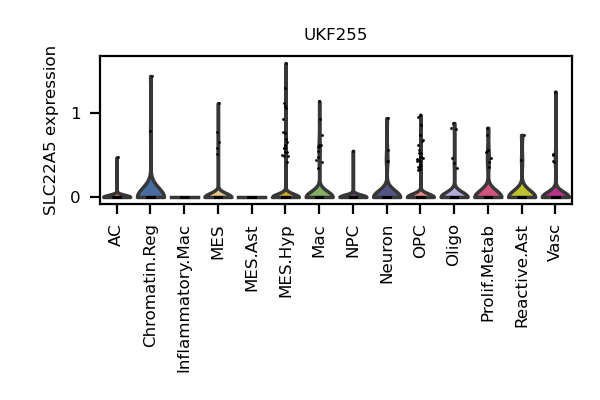 UKF255
SLC22A5 expression
1
0
AC
Chromatin.Reg
Inflammatory.Mac
MES
MES.Ast
MES.Hyp
Mac
NPC
Neuron
OPC
Oligo
Prolif.Metab
Reactive.Ast
Vasc